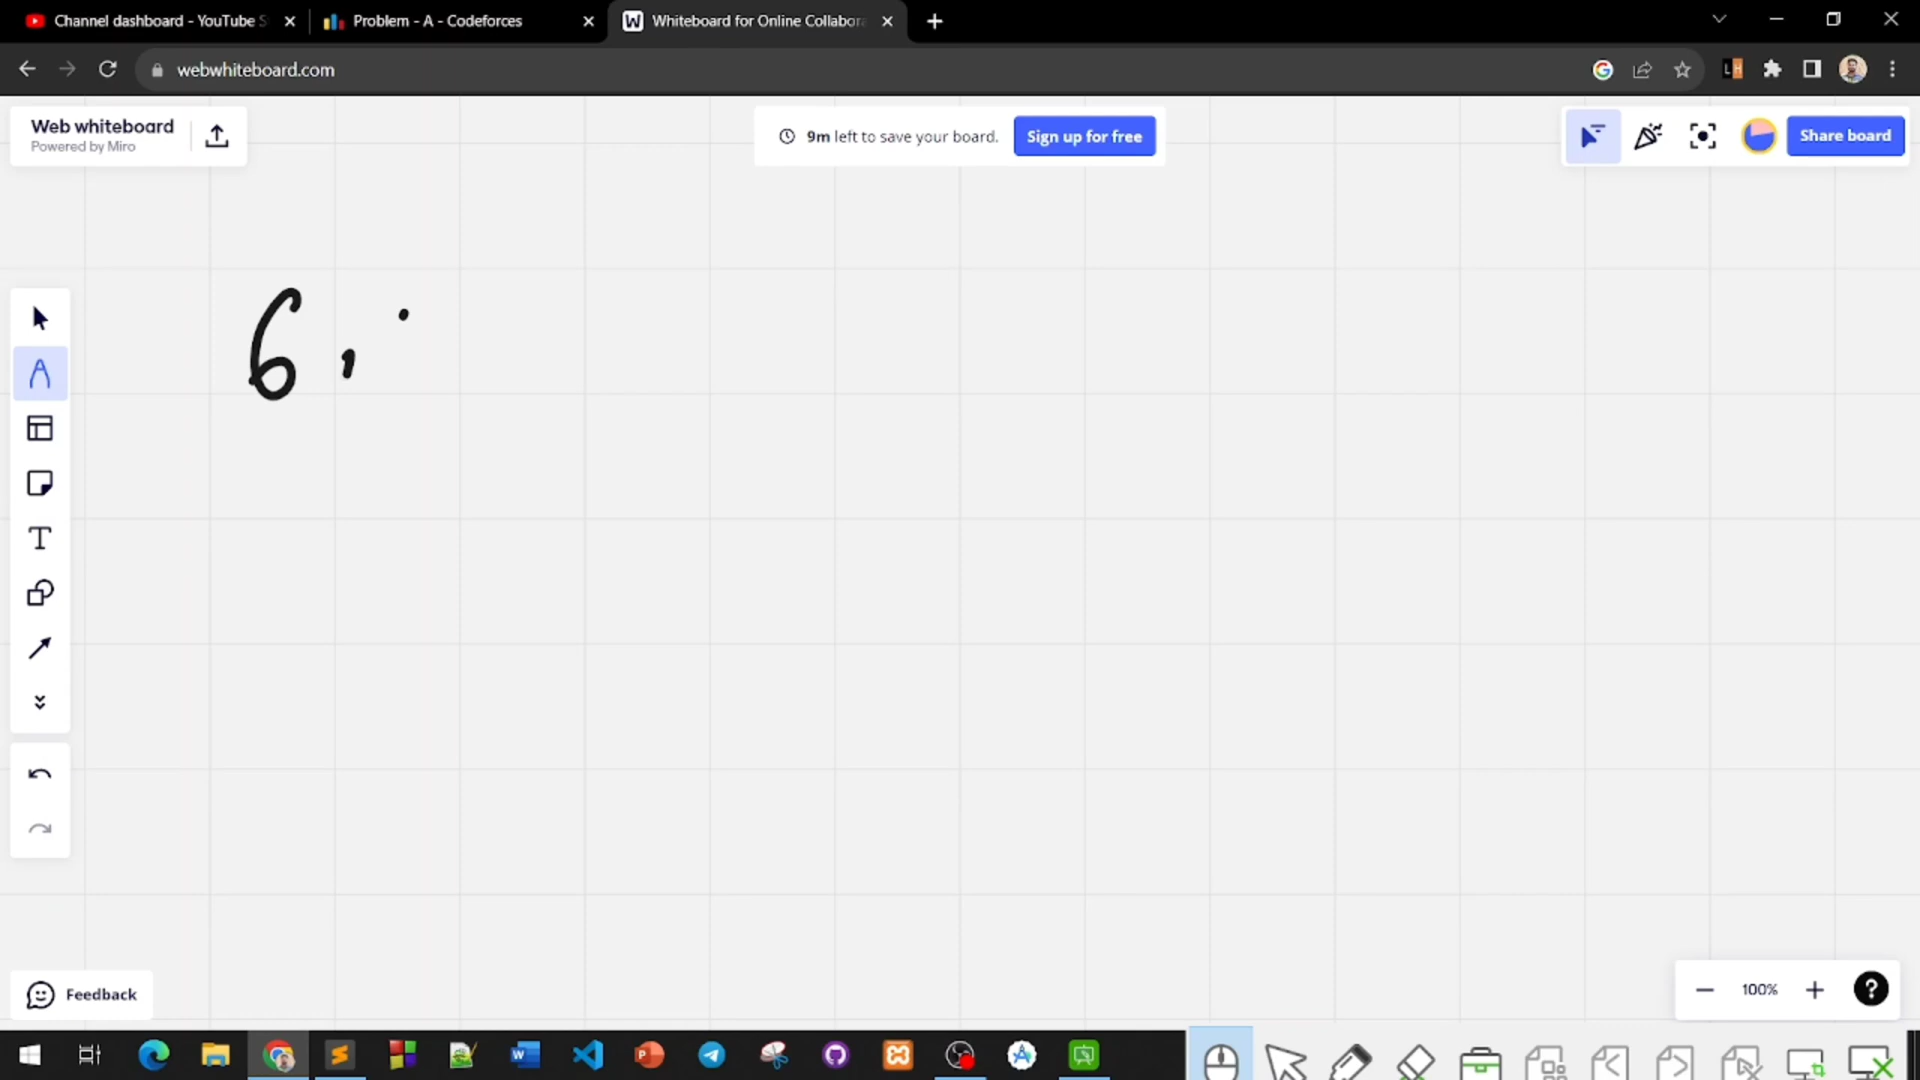 Channel dashboard - YouTube S
Problem - A - Codeforces
Whiteboard for Online Collabora
webwhiteboard.com
Web whiteboard
Powered by Miro
9m left to save your board.
Sign up for free
Share board
6,
Feedback
100%